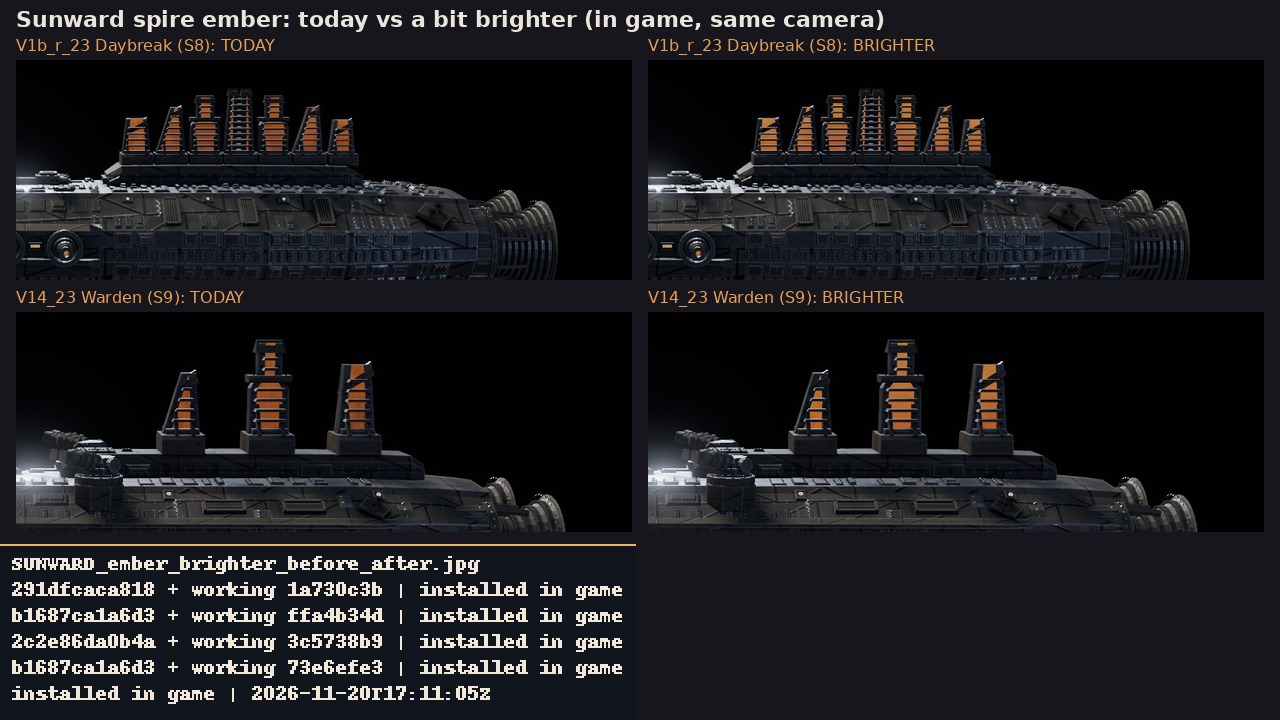 Sunward spire ember: today vs a bit brighter (in game, same camera)
V1b_r_23 Daybreak (S8): TODAY
V1b_r_23 Daybreak (S8): BRIGHTER
V14_23 Warden (S9): TODAY
V14_23 Warden (S9): BRIGHTER
SUNWARD_ember_brighter_before_after.jpg
291dfcaca818 + working 1a730c3b | installed in game
b1687ca1a6d3 + working ffa4b34d | installed in game
2c2e86da0b4a + working 3c5738b9 | installed in game
b1687ca1a6d3 + working 73e6efe3 | installed in game
installed in game | 2026-11-20T17:11:05Z